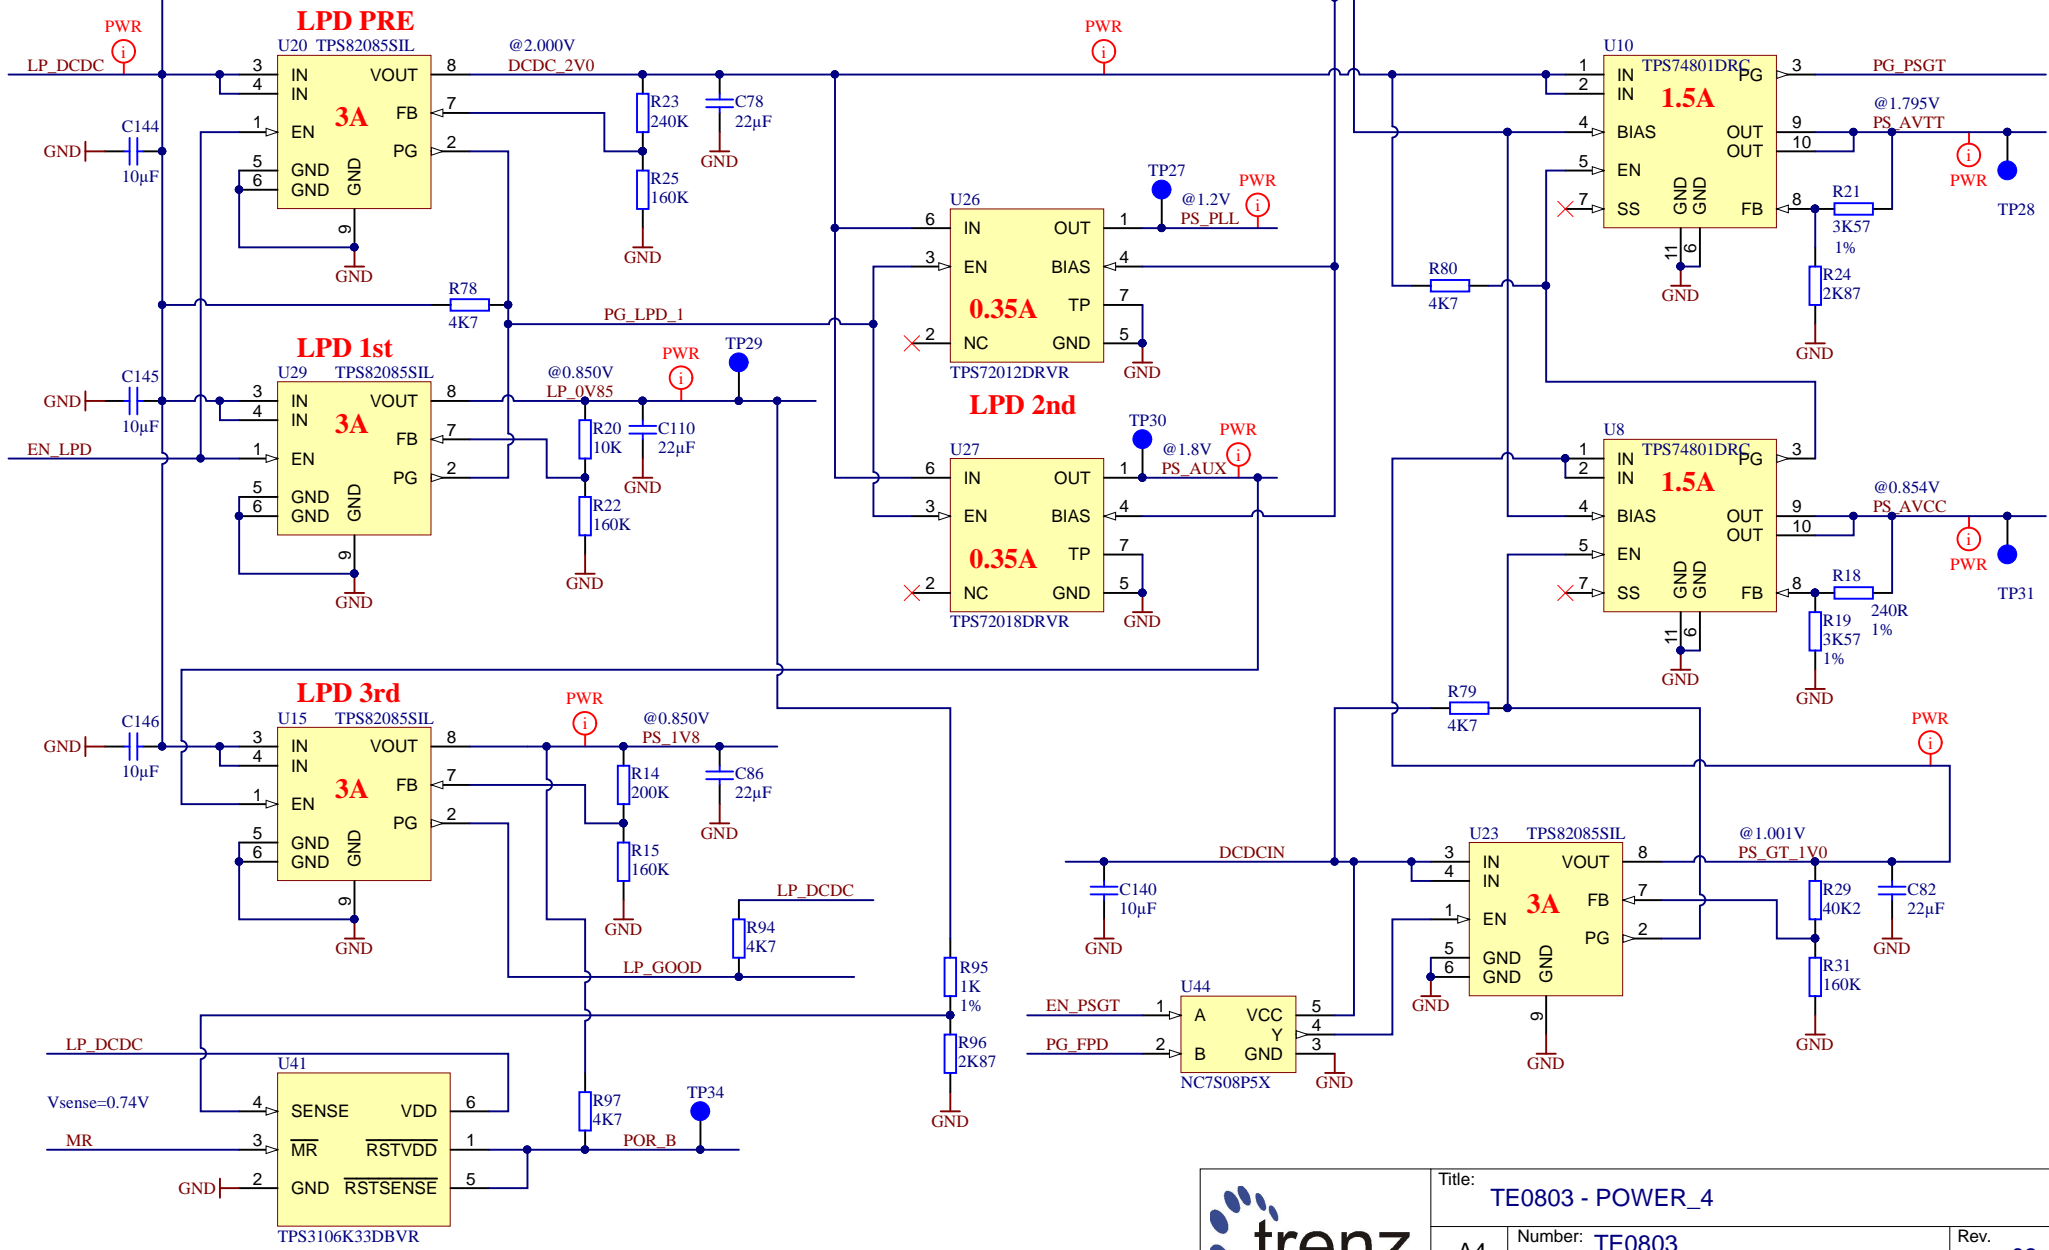 LPD PRE
PWR
LP_DCDC
U20 TPS82085SIL
3 IN VOUT 8
4 IN
3A
FB 7
1 EN
PG 2
5 GND
6 GND
GND
9
GND
C144
10µF
GND
@2.000V
DCDC_2V0
R23
240K
C78
22µF
GND
R25
160K
GND
PWR
R78
4K7
PG_LPD_1
LPD 1st
U29 TPS82085SIL
3 IN VOUT 8
4 IN
3A
FB 7
1 EN
PG 2
5 GND
6 GND
GND
9
GND
C145
10µF
GND
EN_LPD
@0.850V
LP_0V85
PWR
TP29
R20
10K
C110
22µF
GND
R22
160K
GND
U26
6 IN OUT 1
3 EN BIAS 4
0.35A
TP 7
2 NC GND 5
TPS72012DRVR
GND
TP27
@1.2V
PS_PLL
PWR
LPD 2nd
U27
6 IN OUT 1
3 EN BIAS 4
0.35A
TP 7
2 NC GND 5
TPS72018DRVR
GND
TP30
@1.8V
PS_AUX
PWR
U10
TPS74801DRC
1 IN PG 3
2 IN
1.5A
4 BIAS OUT 9
OUT 10
5 EN
7 SS FB 8
GND
GND
11
6
GND
PG_PSGT
@1.795V
PS_AVTT
PWR
TP28
R21
3K57
1%
R24
2K87
GND
R80
4K7
U8
TPS74801DRC
1 IN PG 3
2 IN
1.5A
4 BIAS OUT 9
OUT 10
5 EN
7 SS FB 8
GND
GND
11
6
GND
@0.854V
PS_AVCC
PWR
TP31
R18
240R
1%
R19
3K57
1%
GND
R79
4K7
PWR
LPD 3rd
U15 TPS82085SIL
3 IN VOUT 8
4 IN
3A
FB 7
1 EN
PG 2
5 GND
6 GND
GND
9
GND
C146
10µF
GND
PWR
@0.850V
PS_1V8
R14
200K
C86
22µF
GND
R15
160K
GND
LP_DCDC
R94
4K7
LP_GOOD
R95
1K
1%
R96
2K87
GND
LP_DCDC
U41
Vsense=0.74V
4 SENSE VDD 6
MR
3 MR RSTVDD 1
GND 2 GND RSTSENSE 5
TPS3106K33DBVR
R97
4K7
POR_B
TP34
DCDCIN
C140
10µF
GND
EN_PSGT
PG_FPD
U44
1 A VCC 5
Y 4
2 B GND 3
NC7S08P5X
GND
U23 TPS82085SIL
3 IN VOUT 8
4 IN
3A
FB 7
1 EN
PG 2
5 GND
6 GND
GND
9
GND
GND
@1.001V
PS_GT_1V0
R29
40K2
C82
22µF
GND
R31
160K
GND
trenz
Title:
TE0803 - POWER_4
A4
Number: TE0803
Rev.